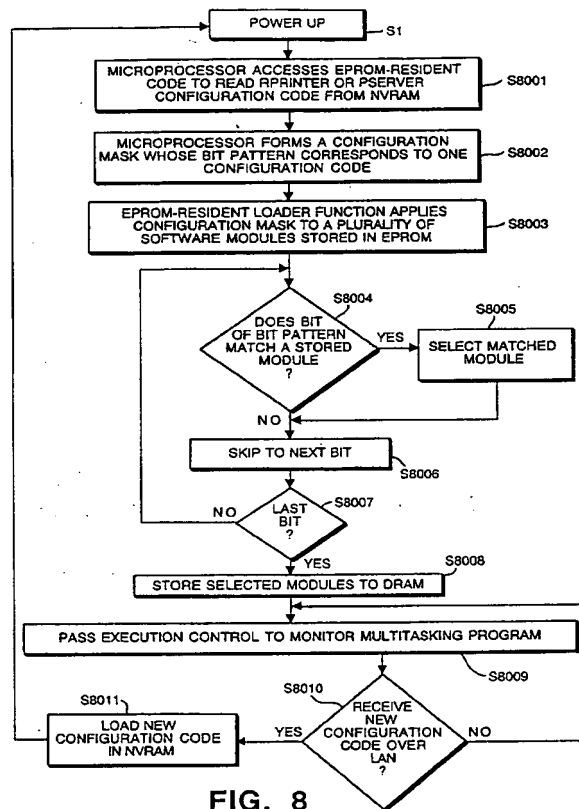 POWER UP
S1
MICROPROCESSOR ACCESSES EPROM-RESIDENT
CODE TO READ RPRINTER OR PSERVER
CONFIGURATION CODE FROM NVRAM
S8001
MICROPROCESSOR FORMS A CONFIGURATION
MASK WHOSE BIT PATTERN CORRESPONDS TO ONE
CONFIGURATION CODE
S8002
EPROM-RESIDENT LOADER FUNCTION APPLIES
CONFIGURATION MASK TO A PLURALITY OF
SOFTWARE MODULES STORED IN EPROM
S8003
S8004
DOES BIT
OF BIT PATTERN
MATCH A STORED
MODULE
?
YES
S8005
SELECT MATCHED
MODULE
NO
SKIP TO NEXT BIT
S8006
S8007
LAST
BIT
?
NO
YES
S8008
STORE SELECTED MODULES TO DRAM
PASS EXECUTION CONTROL TO MONITOR MULTITASKING PROGRAM
S8009
S8010
RECEIVE
NEW
CONFIGURATION
CODE OVER
LAN
?
YES
NO
S8011
LOAD NEW
CONFIGURATION CODE
IN NVRAM
FIG. 8